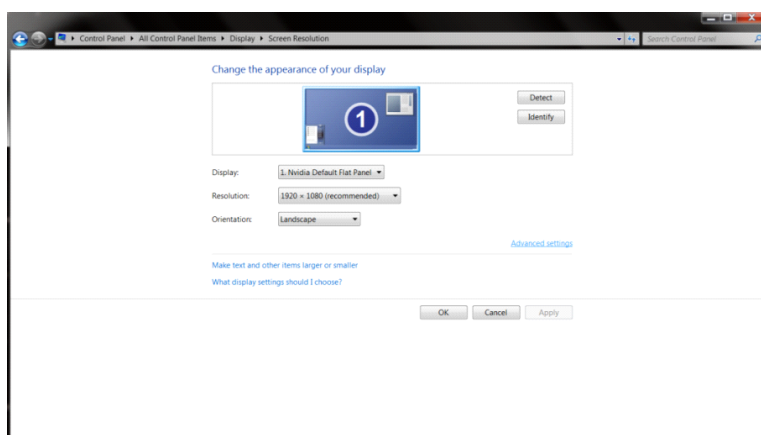 Control Panel ▸ All Control Panel Items ▸ Display ▸ Screen Resolution
Search Control Panel
Change the appearance of your display
1
Detect
Identify
Display: 1. Nvidia Default Flat Panel
Resolution: 1920 × 1080 (recommended)
Orientation: Landscape
Advanced settings
Make text and other items larger or smaller
What display settings should I choose?
OK Cancel Apply